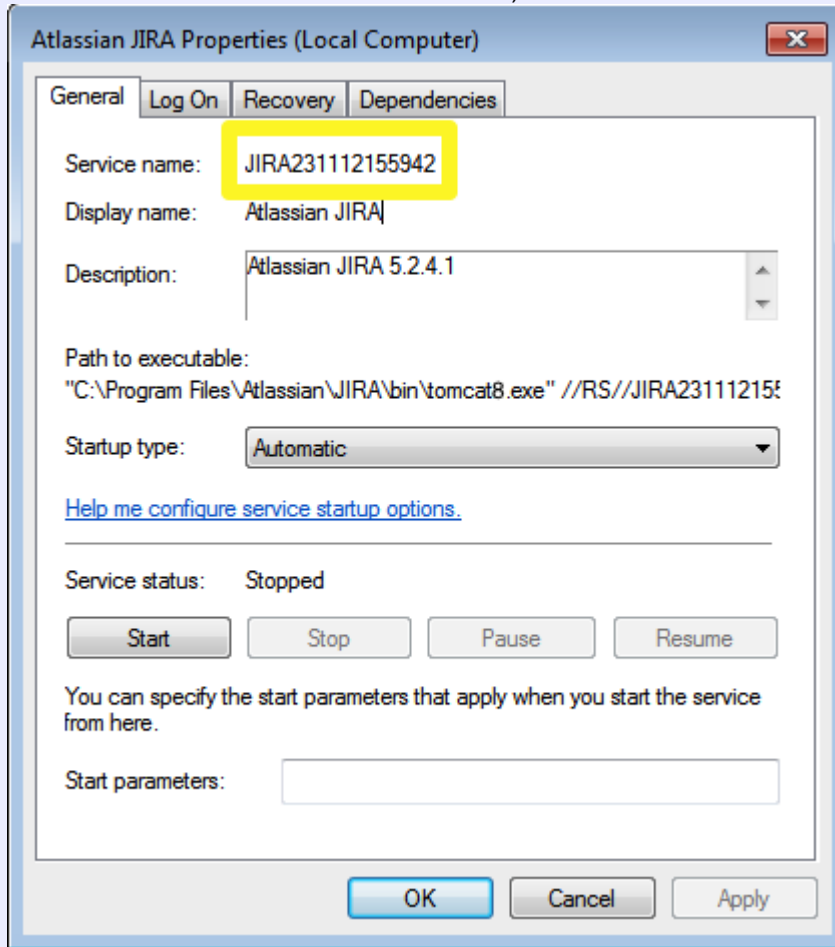 Atlassian JIRA Properties (Local Computer)
General Log On Recovery Dependencies
Service name: JIRA231112155942
Display name: Atlassian JIRA
Description: Atlassian JIRA 5.2.4.1
Path to executable:
"C:\Program Files\Atlassian\JIRA\bin\tomcat8.exe" //RS//JIRA231112155
Startup type: Automatic
Help me configure service startup options.
Service status: Stopped
Start Stop Pause Resume
You can specify the start parameters that apply when you start the service
from here.
Start parameters:
OK Cancel Apply